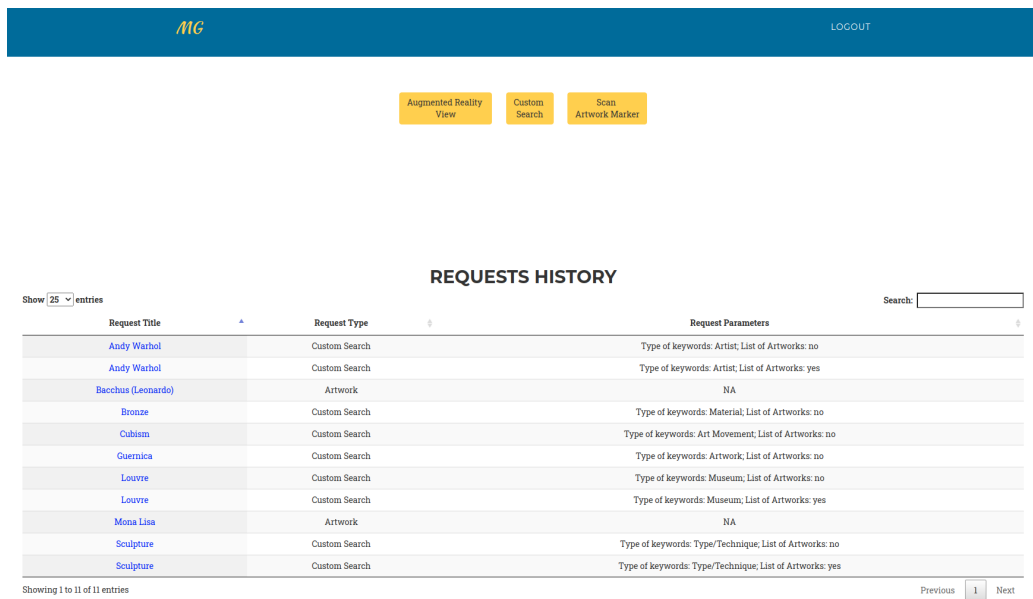 MG
LOGOUT
Augmented Reality
View
Custom
Search
Scan
Artwork Marker
REQUESTS HISTORY
Show 25 entries
Search:
Request Title Request Type Request Parameters
Andy Warhol Custom Search Type of keywords: Artist; List of Artworks: no
Andy Warhol Custom Search Type of keywords: Artist; List of Artworks: yes
Bacchus (Leonardo) Artwork NA
Bronze Custom Search Type of keywords: Material; List of Artworks: no
Cubism Custom Search Type of keywords: Art Movement; List of Artworks: no
Guernica Custom Search Type of keywords: Artwork; List of Artworks: no
Louvre Custom Search Type of keywords: Museum; List of Artworks: no
Louvre Custom Search Type of keywords: Museum; List of Artworks: yes
Mona Lisa Artwork NA
Sculpture Custom Search Type of keywords: Type/Technique; List of Artworks: no
Sculpture Custom Search Type of keywords: Type/Technique; List of Artworks: yes
Showing 1 to 11 of 11 entries
Previous 1 Next